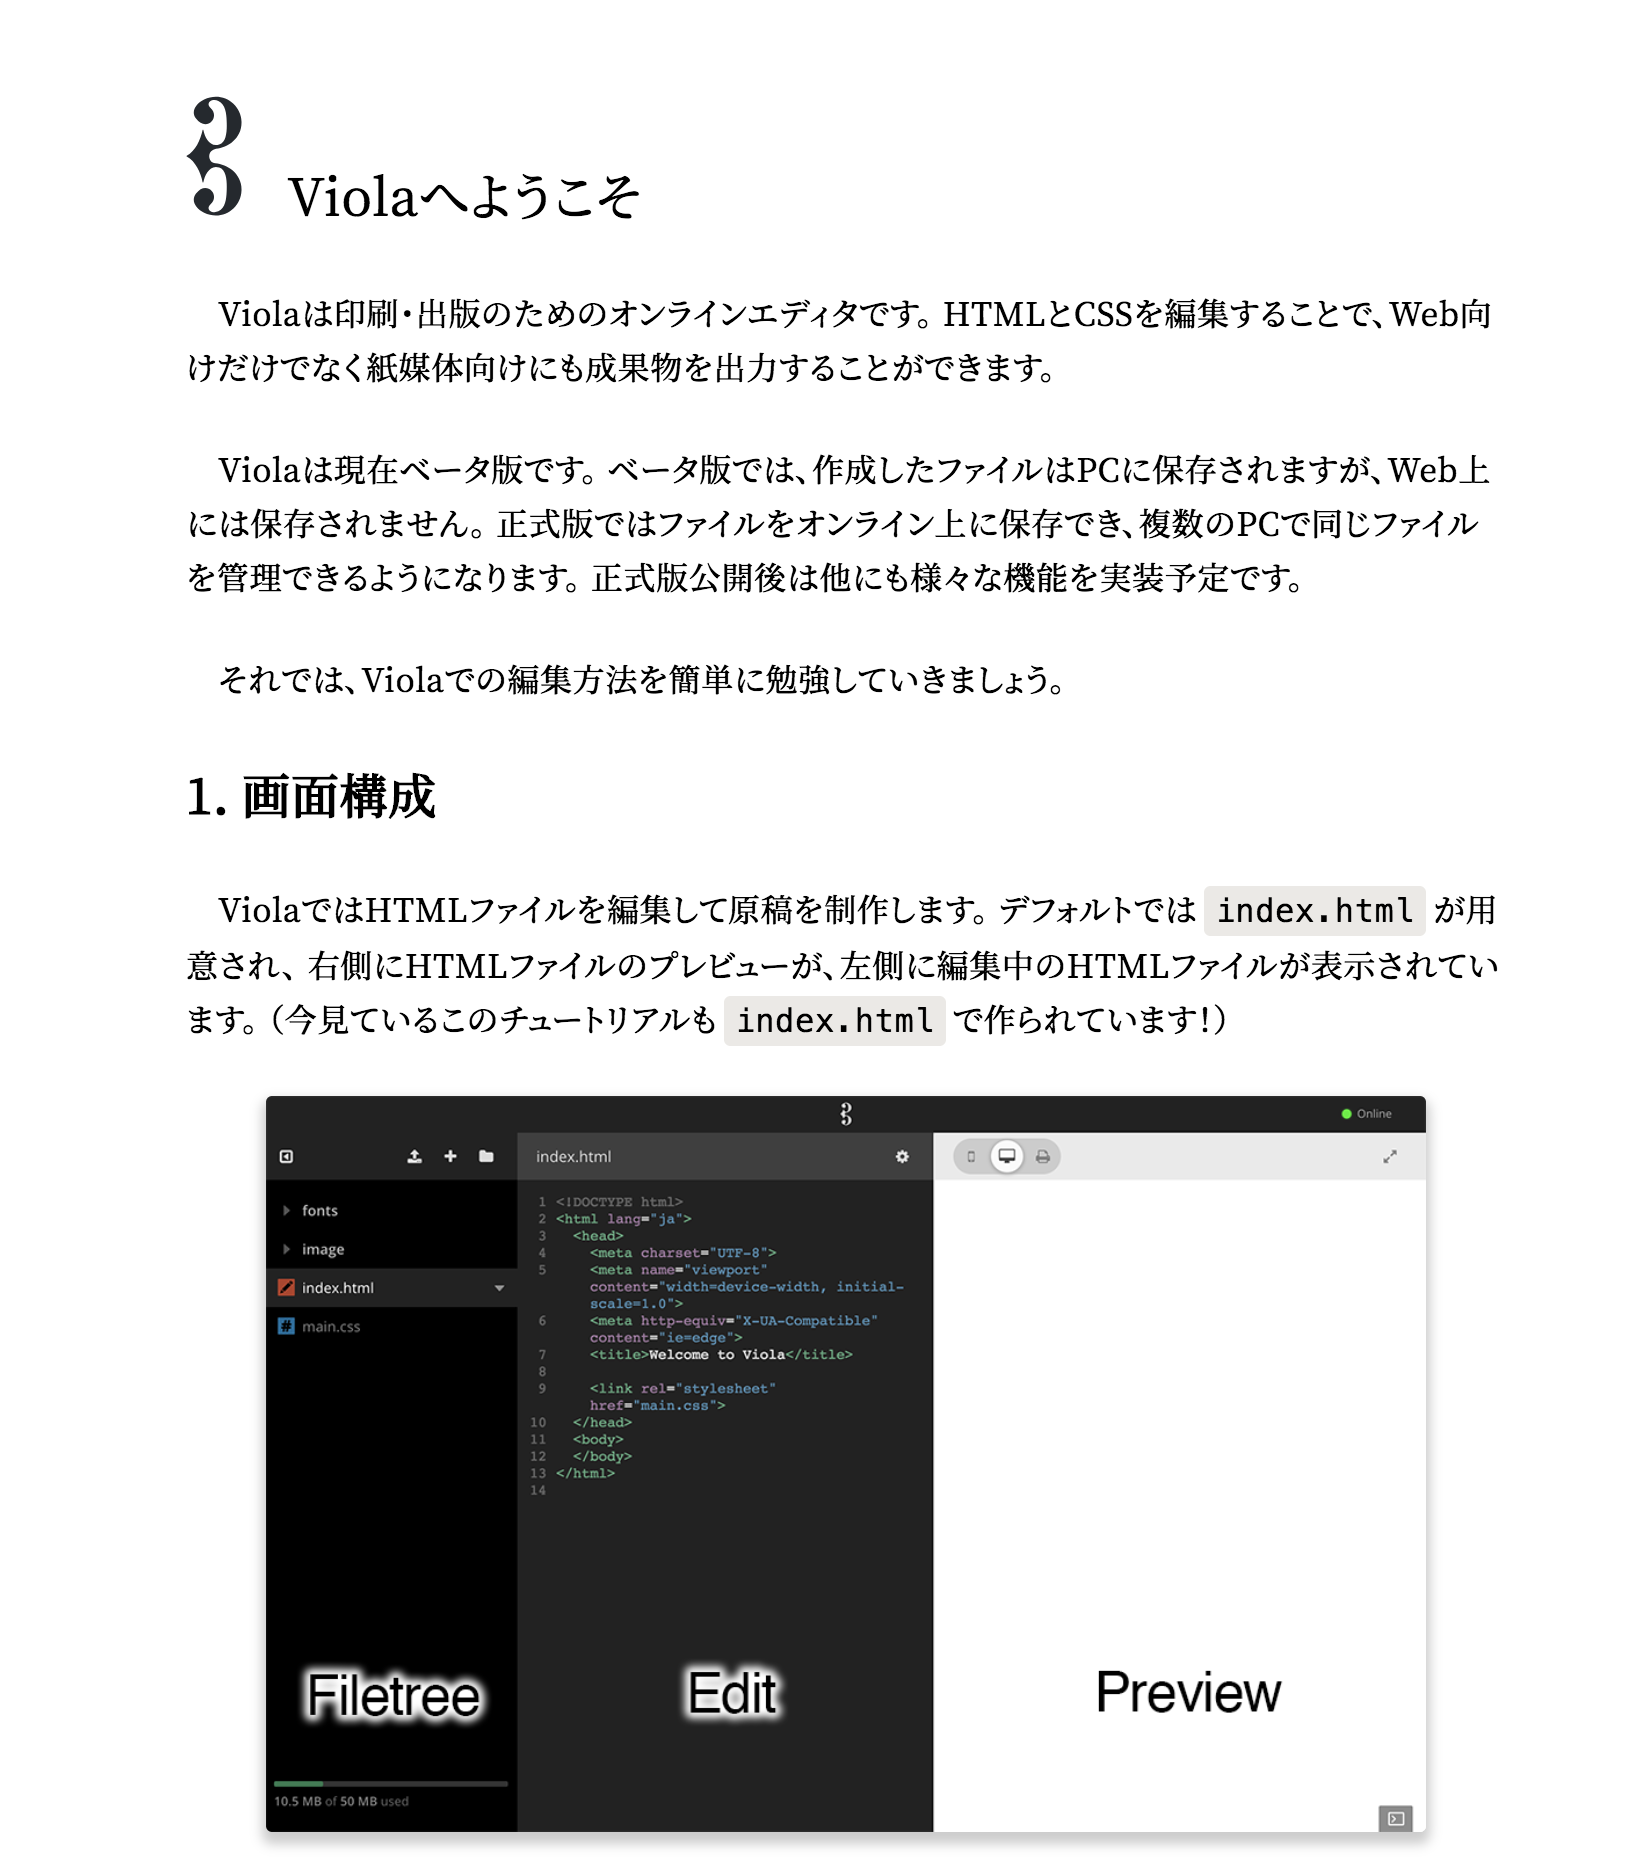 Violaへようこそ
Violaは印刷・出版のためのオンラインエディタです。HTMLとCSSを編集することで、Web向
けだけでなく紙媒体向けにも成果物を出力することができます。
Violaは現在ベータ版です。ベータ版では、作成したファイルはPCに保存されますが、Web上
には保存されません。正式版ではファイルをオンライン上に保存でき、複数のPCで同じファイル
を管理できるようになります。正式版公開後は他にも様々な機能を実装予定です。
それでは、Violaでの編集方法を簡単に勉強していきましょう。
1. 画面構成
ViolaではHTMLファイルを編集して原稿を制作します。デフォルトでは index.html が用
意され、右側にHTMLファイルのプレビューが、左側に編集中のHTMLファイルが表示されてい
ます。（今見ているこのチュートリアルも index.html で作られています！）
Online
index.html
fonts
image
index.html
main.css
1 <!DOCTYPE html>
2 <html lang="ja">
3 <head>
4 <meta charset="UTF-8">
5 <meta name="viewport"
content="width=device-width, initial-
scale=1.0">
6 <meta http-equiv="X-UA-Compatible"
content="ie=edge">
7 <title>Welcome to Viola</title>
8
9 <link rel="stylesheet"
href="main.css">
10 </head>
11 <body>
12 </body>
13 </html>
14
Filetree
Edit
Preview
10.5 MB of 50 MB used